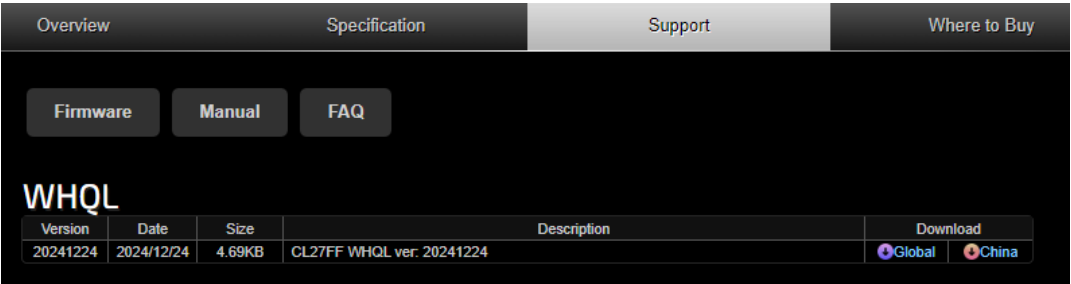 Overview Specification Support Where to Buy
Firmware Manual FAQ
WHQL
Version Date Size Description Download
20241224 2024/12/24 4.69KB CL27FF WHQL ver: 20241224 Global China